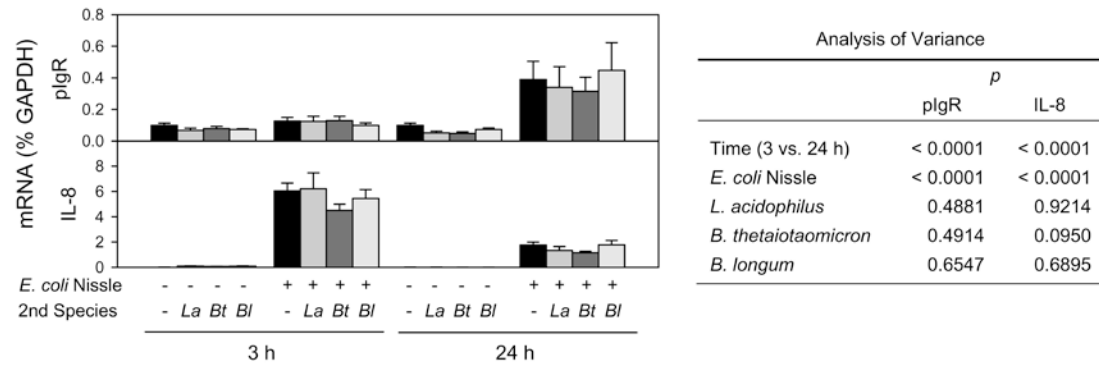 mRNA (% GAPDH)
pIgR
0.8
0.6
0.4
0.2
0.0
IL-8
6
4
2
0
E. coli Nissle - - - - + + + + - - - - + + + +
2nd Species - La Bt Bl - La Bt Bl - La Bt Bl - La Bt Bl
3 h 24 h
Analysis of Variance
p
pIgR IL-8
Time (3 vs. 24 h) < 0.0001 < 0.0001
E. coli Nissle < 0.0001 < 0.0001
L. acidophilus 0.4881 0.9214
B. thetaiotaomicron 0.4914 0.0950
B. longum 0.6547 0.6895